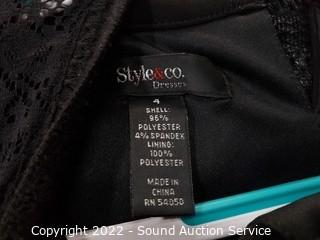 Style&co.
Dresses
4
SHELL:
96%
POLYESTER
4% SPANDEX
LINING:
100%
POLYESTER
MADE IN
CHINA
RN 54050
Copyright 2022 - Sound Auction Service